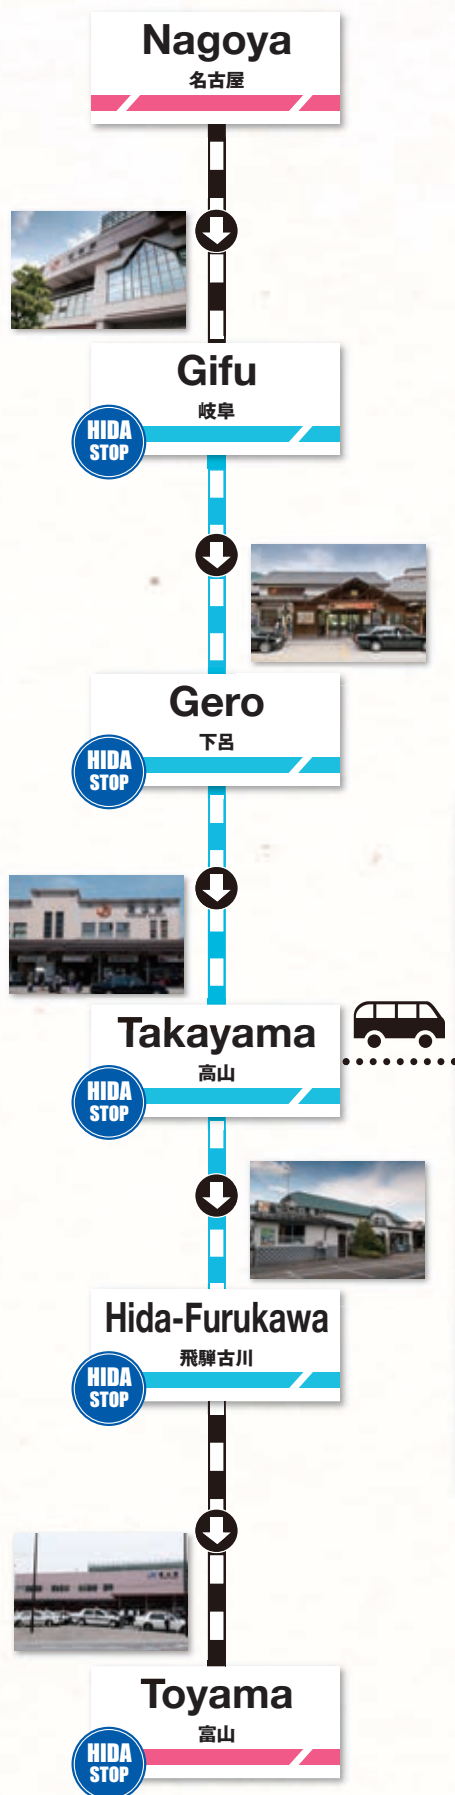 Nagoya
名古屋
Gifu
岐阜
HIDA
STOP
Gero
下呂
HIDA
STOP
Takayama
高山
HIDA
STOP
Hida-Furukawa
飛騨古川
HIDA
STOP
Toyama
富山
HIDA
STOP